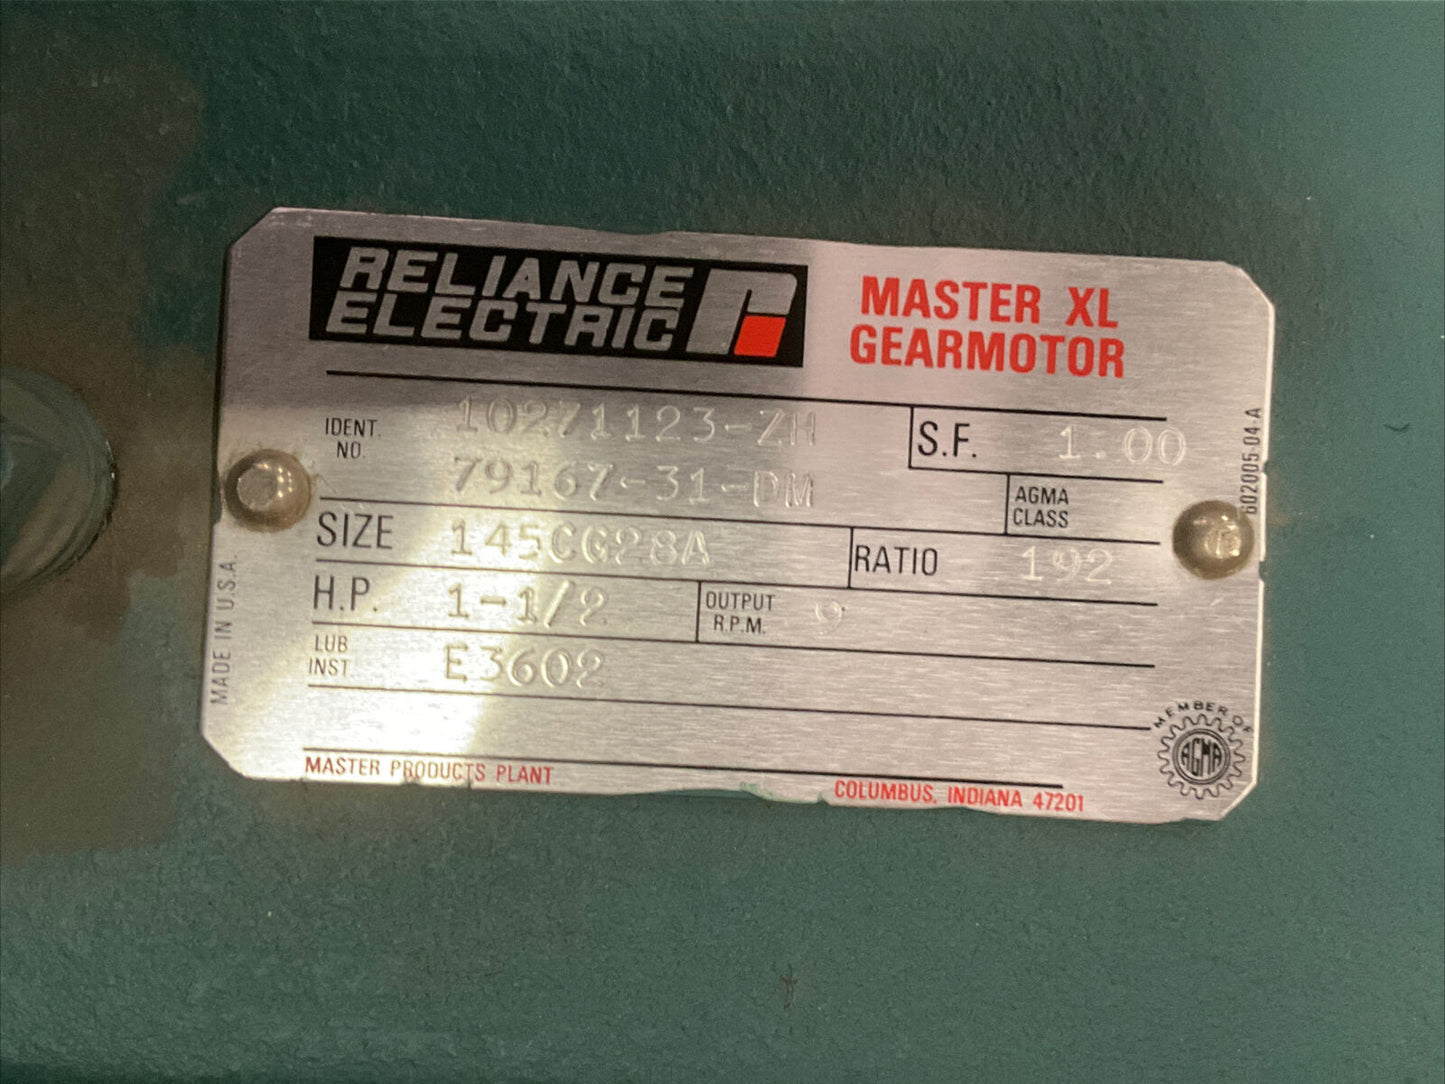 RELIANCE
ELECTRIC
MASTER XL
GEARMOTOR
IDENT.
NO.
10271123-ZH
79167-31-DM
S.F. 1.00
AGMA
CLASS
SIZE 145CG28A
RATIO 192
H.P. 1-1/2
OUTPUT
R.P.M. 9
LUB
INST. E3602
MASTER PRODUCTS PLANT
COLUMBUS, INDIANA 47201
MADE IN U.S.A.
602005-04-A
MEMBER OF
AGMA